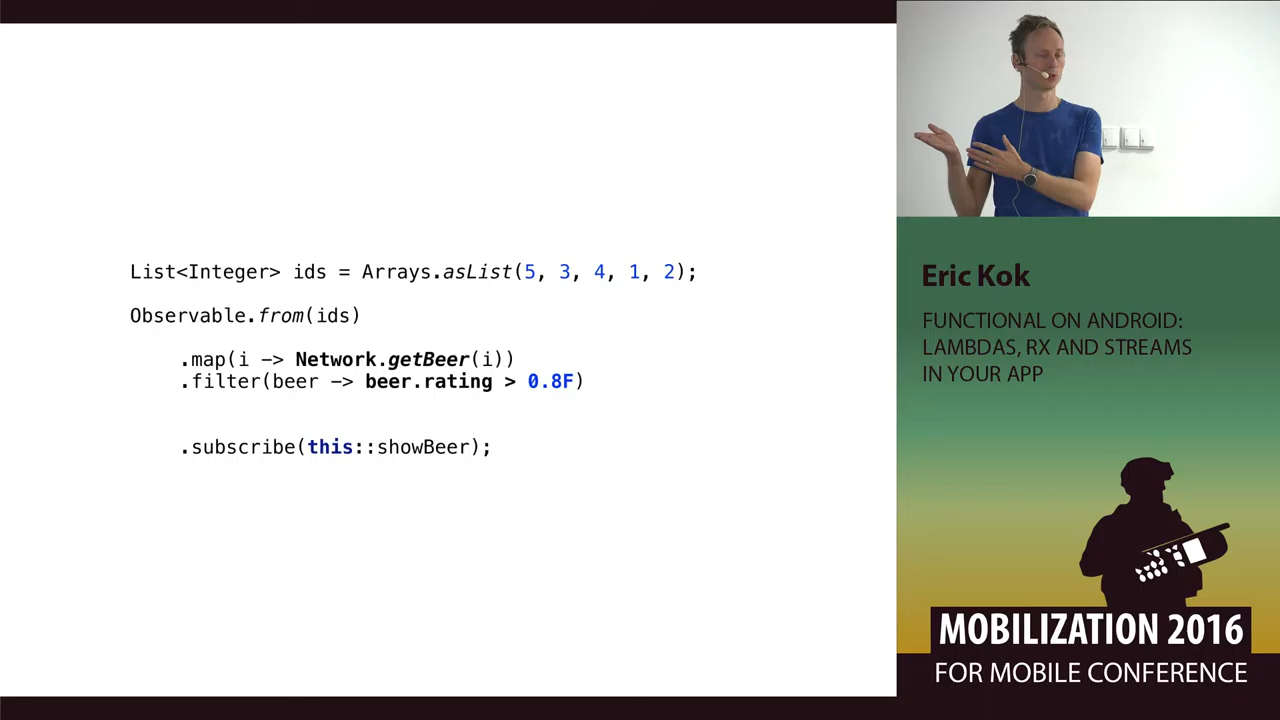 List<Integer> ids = Arrays.asList(5, 3, 4, 1, 2);
Observable.from(ids)
.map(i -> Network.getBeer(i))
.filter(beer -> beer.rating > 0.8F)
.subscribe(this::showBeer);
Eric Kok
FUNCTIONAL ON ANDROID:
LAMBDAS, RX AND STREAMS
IN YOUR APP
MOBILIZATION 2016
FOR MOBILE CONFERENCE